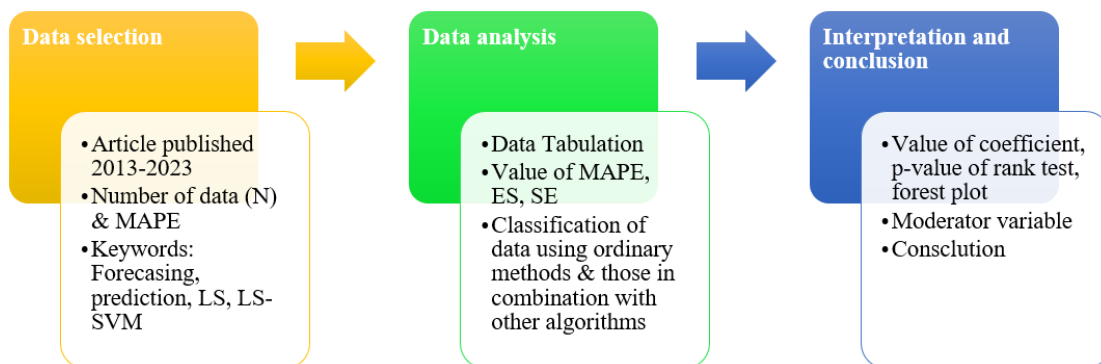 Data selection
•Article published
2013-2023
•Number of data (N)
& MAPE
•Keywords:
Forecasing,
prediction, LS, LS-
SVM
Data analysis
•Data Tabulation
•Value of MAPE,
ES, SE
•Classification of
data using ordinary
methods & those in
combination with
other algorithms
Interpretation and
conclusion
•Value of coefficient,
p-value of rank test,
forest plot
•Moderator variable
•Consclution